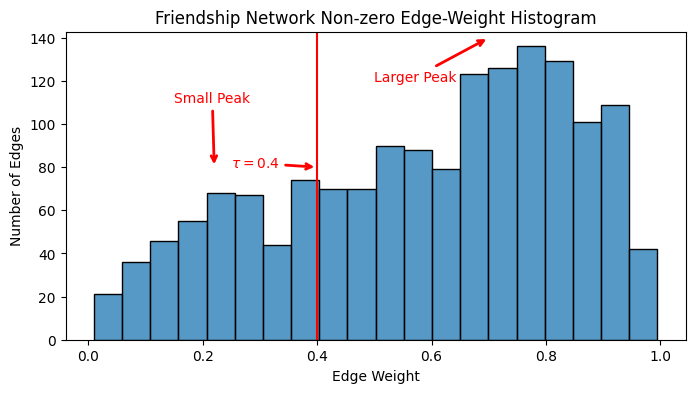 Friendship Network Non-zero Edge-Weight Histogram
140
120
100
80
60
40
20
0
Number of Edges
Larger Peak
Small Peak
τ = 0.4
0.0 0.2 0.4 0.6 0.8 1.0
Edge Weight